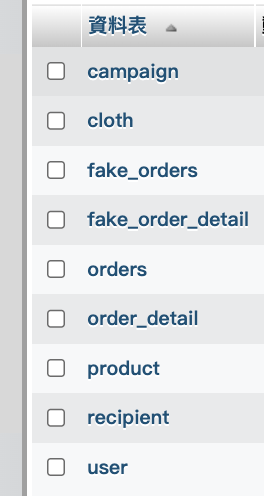 資料表
campaign
cloth
fake_orders
fake_order_detail
orders
order_detail
product
recipient
user